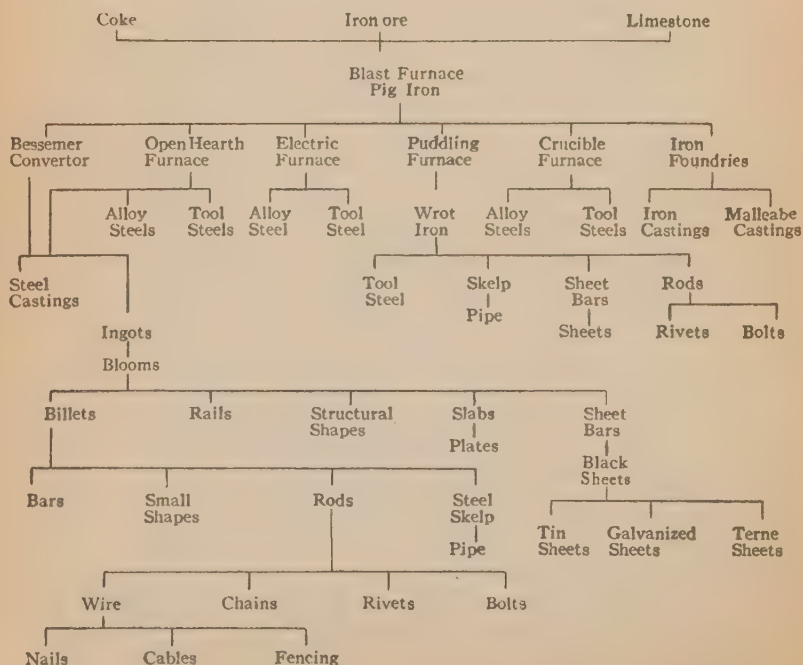 Coke Iron ore Limestone
Blast Furnace
Pig Iron
Bessemer Open Hearth Electric Puddling Crucible Iron
Convertor Furnace Furnace Furnace Furnace Foundries
Alloy Tool Alloy Tool Wrot Alloy Tool Iron Malleabe
Steels Steels Steel Steel Iron Steels Steels Castings Castings
Steel Tool Skelp Sheet Rods
Castings Steel Pipe Bars
Sheets Rivets Bolts
Ingots
Blooms
Billets Rails Structural Slabs Sheet
Shapes Plates Bars
Black
Sheets
Bars Small Rods Steel
Shapes Skelp
Tin Galvanized Terne
Pipe Sheets Sheets Sheets
Wire Chains Rivets Bolts
Nails Cables Fencing